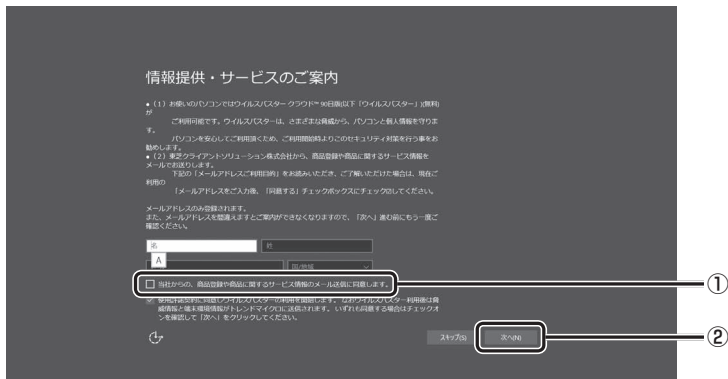 情報提供・サービスのご案内
• (1) お使いのパソコンではウイルスバスター クラウド™ 90日版(以下「ウイルスバスター」)(無料)
が
ご利用可能です。ウイルスバスターは、さまざまな脅威から、パソコンと個人情報を守りま
す。
パソコンを安心してご利用頂くため、ご利用開始時よりこのセキュリティ対策を行う事をお
勧めします。
• (2) 東芝クライアントソリューション株式会社から、商品登録や商品に関するサービス情報を
メールでお送りします。
下記の「メールアドレスご利用目的」をお読みいただき、ご了解いただけた場合は、現在ご
利用の
「メールアドレスをご入力後、「同意する」チェックボックスにチェック☑してください。
メールアドレスのみ登録されます。
また、メールアドレスを間違えますとご案内ができなくなりますので、「次へ」進む前にもう一度ご
確認ください。
名 姓
A 国/地域
当社からの、商品登録や商品に関するサービス情報のメール送信に同意します。 ①
使用許諾契約に同意しウイルスバスターの利用を開始します。なおウイルスバスター利用後は脅
威情報と端末環境情報がトレンドマイクロに送信されます。いずれも同意する場合はチェックオ
ンを確認して「次へ」をクリックしてください。
スキップ(S) 次へ(N) ②